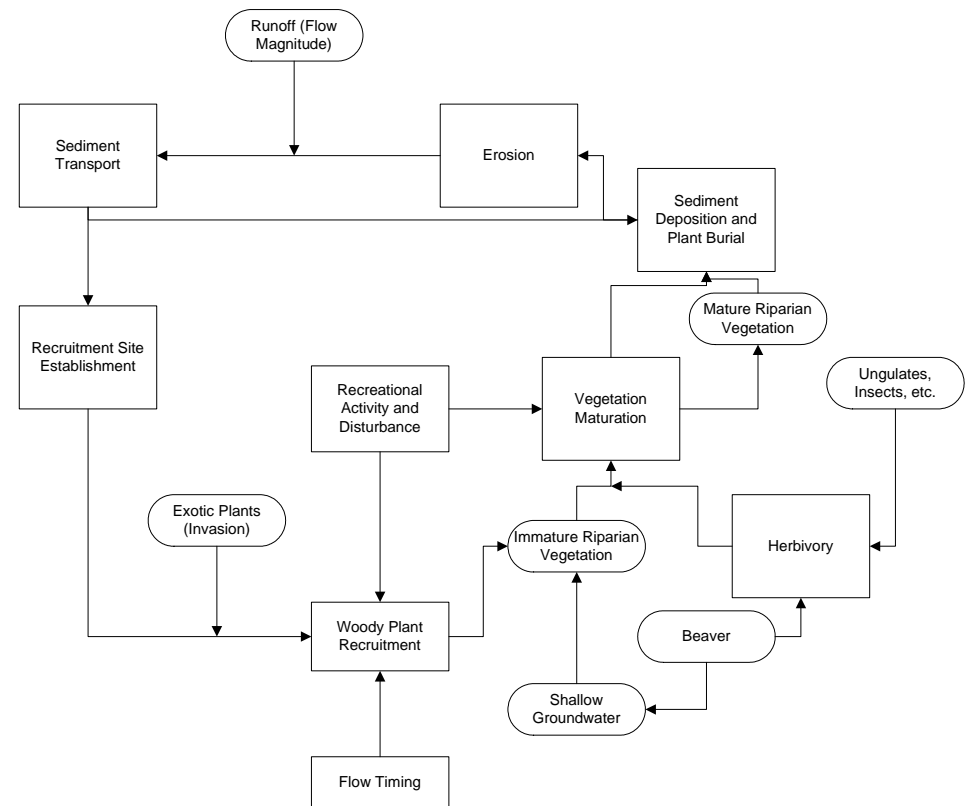 Runoff (Flow
Magnitude)
Sediment
Transport
Erosion
Sediment
Deposition and
Plant Burial
Mature Riparian
Vegetation
Recruitment Site
Establishment
Recreational
Activity and
Disturbance
Vegetation
Maturation
Ungulates,
Insects, etc.
Exotic Plants
(Invasion)
Immature Riparian
Vegetation
Herbivory
Woody Plant
Recruitment
Beaver
Shallow
Groundwater
Flow Timing